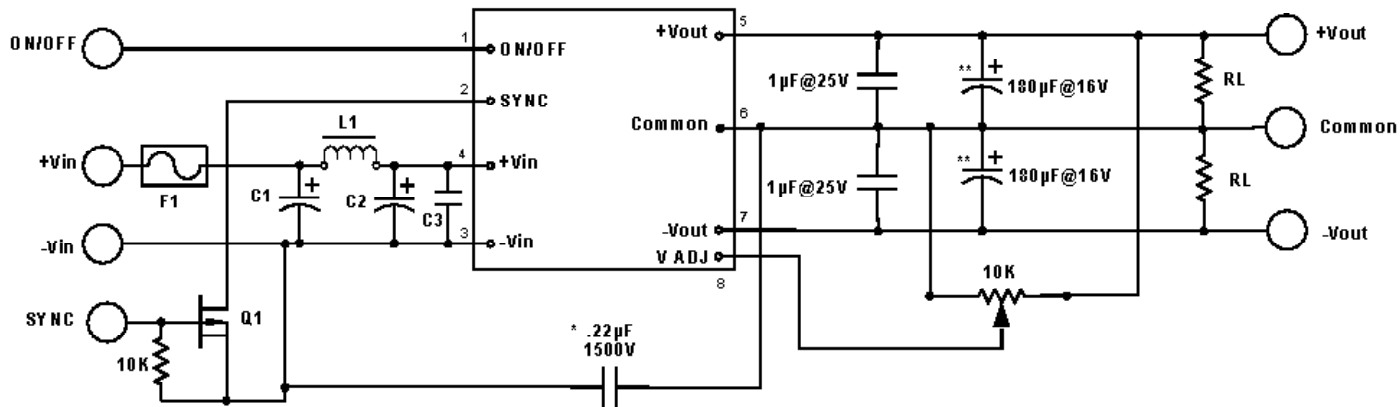 ON/OFF
1
ON/OFF
+Vout
5
+Vout
2
SYNC
1µF@25V
**
+
180µF@16V
RL
L1
Common
6
Common
+Vin
4
+Vin
F1
C1
+
C2
+
C3
1µF@25V
**
+
180µF@16V
RL
-Vin
3
-Vin
-Vout
7
-Vout
V ADJ
8
10K
SYNC
Q1
10K
* .22µF
1500V